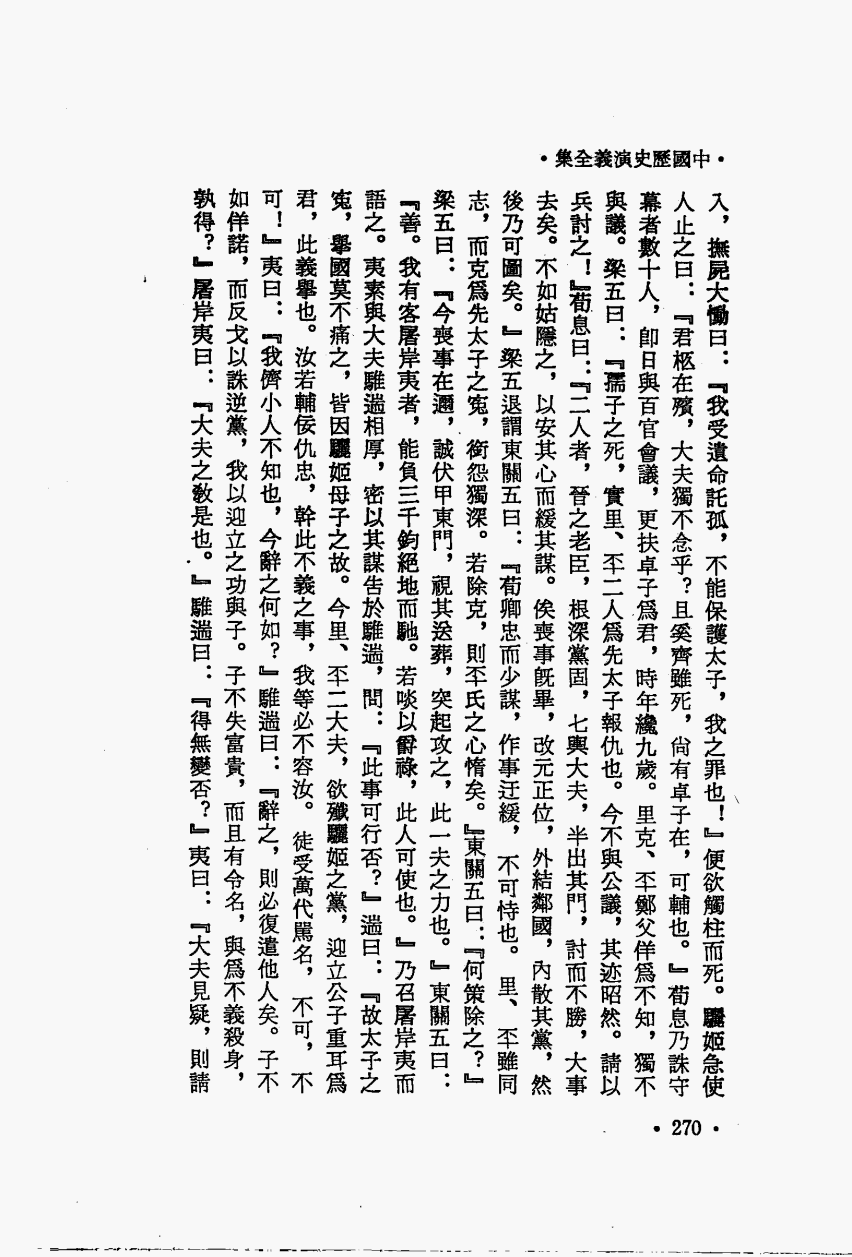 •中國歷史演義全集•
入，撫屍大慟曰：『我受遺命託孤，不能保護太子，我之罪也！』便欲觸柱而死。驪姬急使
人止之曰：『君柩在殯，大夫獨不念乎？且奚齊雖死，尙有卓子在，可輔也。』荀息乃誅守
幕者數十人，卽日與百官會議，更扶卓子爲君，時年纔九歲。里克、㔻鄭父佯爲不知，獨不
與議。梁五曰：『孺子之死，實里、㔻二人爲先太子報仇也。今不與公議，其迹昭然。請以
兵討之！』荀息曰：『二人者，晉之老臣，根深黨固，七輿大夫，半出其門，討而不勝，大事
去矣。不如姑隱之，以安其心而緩其謀。俟喪事旣畢，改元正位，外結鄰國，內散其黨，然
後乃可圖矣。』梁五退謂東關五曰：『荀卿忠而少謀，作事迂緩，不可恃也。里、㔻雖同
志，而克爲先太子之冤，銜怨獨深。若除克，則㔻氏之心惰矣。』東關五曰：『何策除之？』
梁五曰：『今喪事在邇，誠伏甲東門，視其送葬，突起攻之，此一夫之力也。』東關五曰：
『善。我有客屠岸夷者，能負三千鈞絕地而馳。若啖以爵祿，此人可使也。』乃召屠岸夷而
語之。夷素與大夫騅遄相厚，密以其謀告於騅遄，問：『此事可行否？』遄曰：『故太子之
冤，舉國莫不痛之，皆因驪姬母子之故。今里、㔻二大夫，欲殲驪姬之黨，迎立公子重耳爲
君，此義舉也。汝若輔佞仇忠，幹此不義之事，我等必不容汝。徒受萬代罵名，不可，不
可！』夷曰：『我儕小人不知也，今辭之何如？』騅遄曰：『辭之，則必復遣他人矣。子不
如佯諾，而反戈以誅逆黨，我以迎立之功與子。子不失富貴，而且有令名，與爲不義殺身，
孰得？』屠岸夷曰：『大夫之敎是也。』騅遄曰：『得無變否？』夷曰：『大夫見疑，則請
•270•